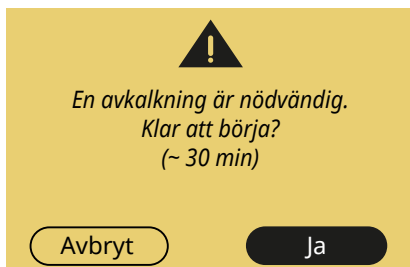 En avkalkning är nödvändig.
Klar att börja?
(~ 30 min)
Avbryt
Ja